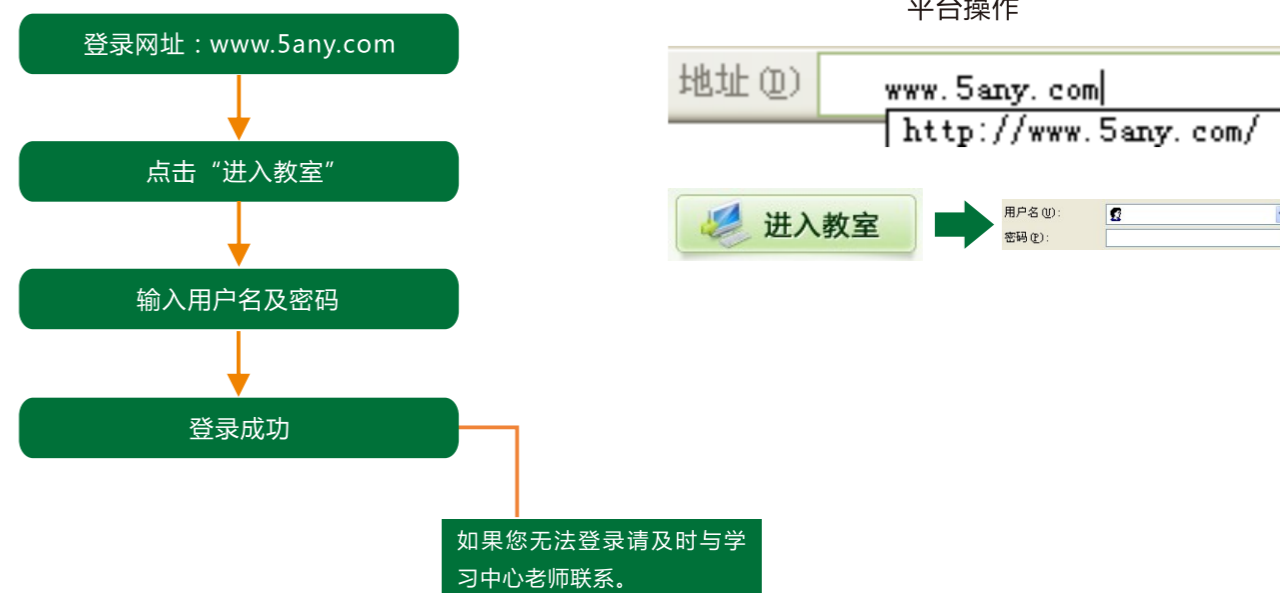 平台操作
登录网址：www.5any.com
地址(D)
www.5any.com
http://www.5any.com/
点击“进入教室”
进入教室
用户名(U):
密码(P):
输入用户名及密码
登录成功
如果您无法登录请及时与学
习中心老师联系。